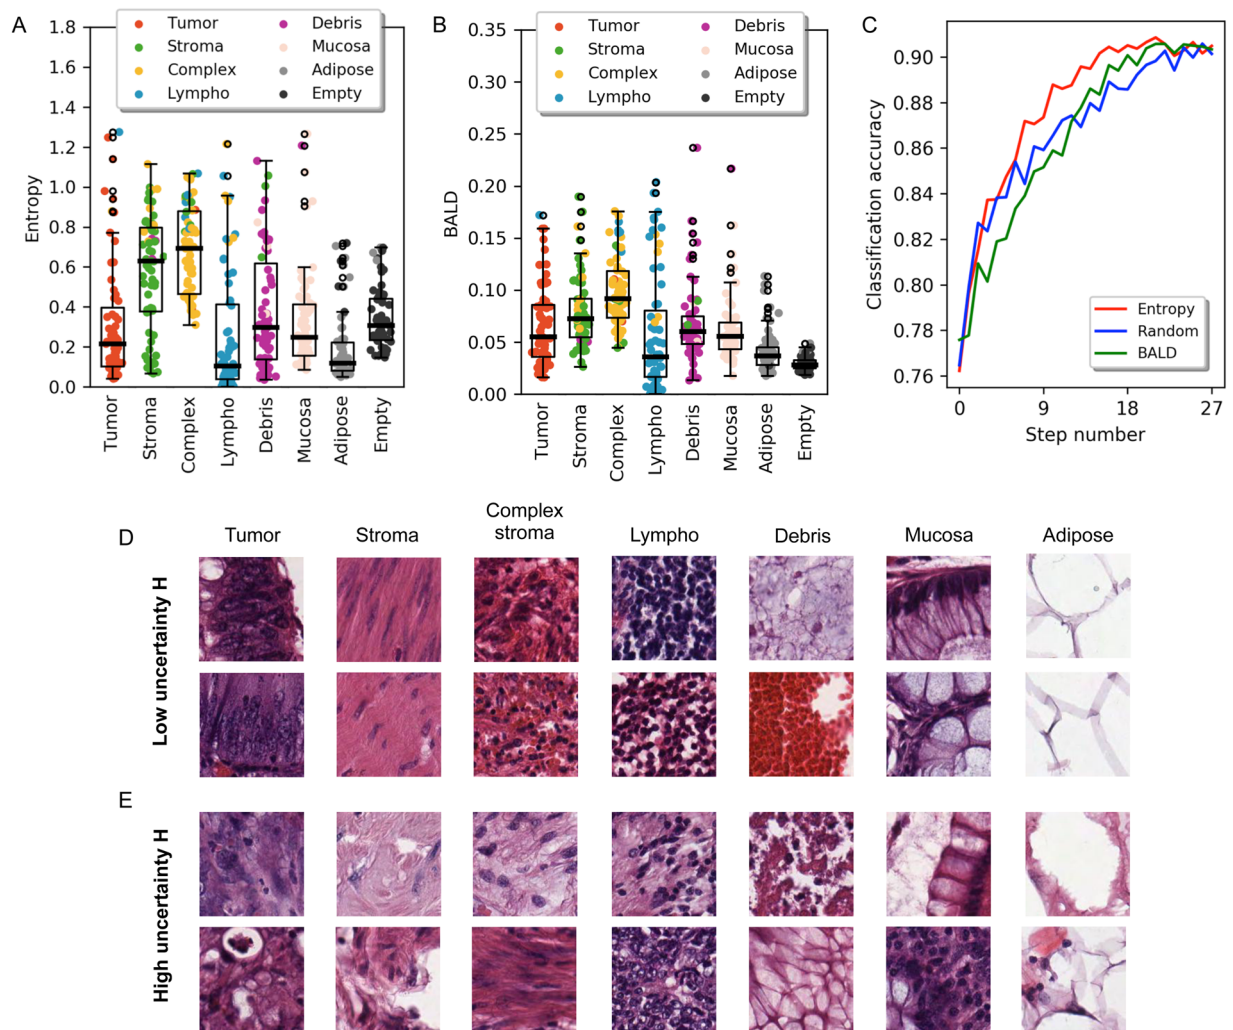 A
Tumor
Stroma
Complex
Lympho
Debris
Mucosa
Adipose
Empty
1.8
1.6
1.4
1.2
1.0
0.8
0.6
0.4
0.2
0.0
Entropy
Tumor
Stroma
Complex
Lympho
Debris
Mucosa
Adipose
Empty
B
Tumor
Stroma
Complex
Lympho
Debris
Mucosa
Adipose
Empty
0.35
0.30
0.25
0.20
0.15
0.10
0.05
0.00
BALD
Tumor
Stroma
Complex
Lympho
Debris
Mucosa
Adipose
Empty
C
0.90
0.88
0.86
0.84
0.82
0.80
0.78
0.76
Classification accuracy
Entropy
Random
BALD
0 9 18 27
Step number
D
Tumor
Stroma
Complex
stroma
Lympho
Debris
Mucosa
Adipose
Low uncertainty H
E
High uncertainty H